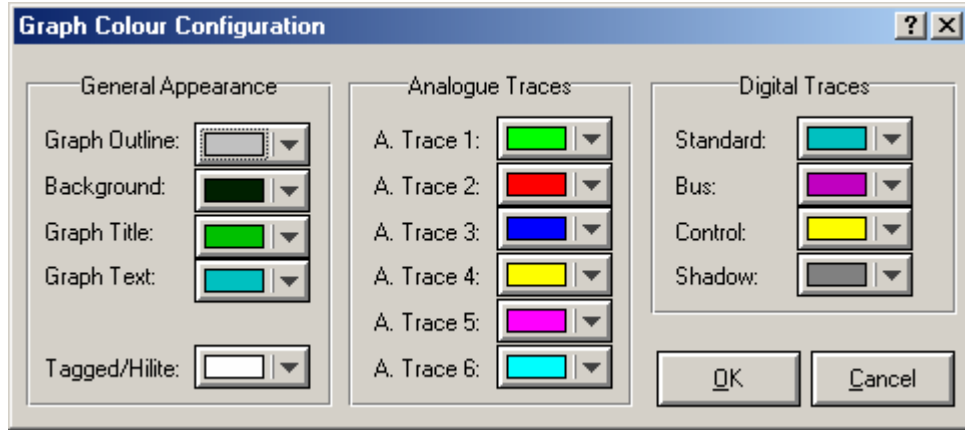 Graph Colour Configuration
General Appearance
Graph Outline:
Background:
Graph Title:
Graph Text:
Tagged/Hilite:
Analogue Traces
A. Trace 1:
A. Trace 2:
A. Trace 3:
A. Trace 4:
A. Trace 5:
A. Trace 6:
Digital Traces
Standard:
Bus:
Control:
Shadow:
OK
Cancel